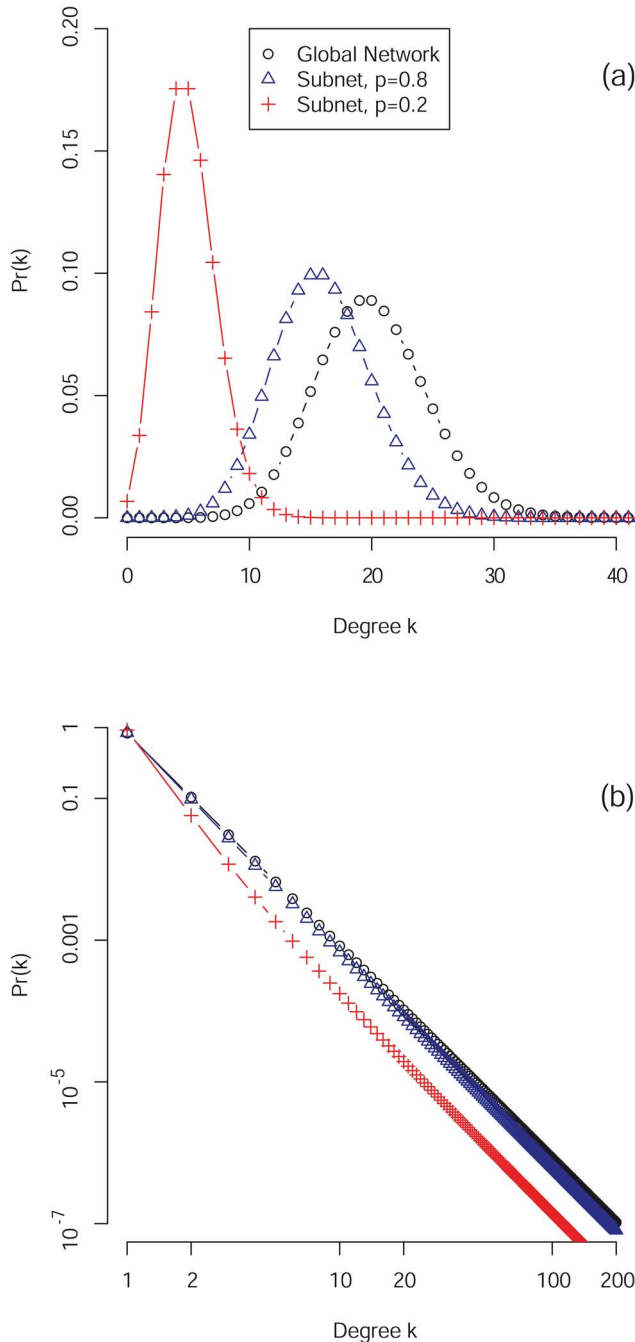 0.20
Global Network
Subnet, p=0.8
Subnet, p=0.2
(a)
0.15
0.10
Pr(k)
0.05
0.00
0 10 20 30 40
Degree k
1
(b)
0.1
0.001
Pr(k)
10-5
10-7
1 2 10 20 100 200
Degree k